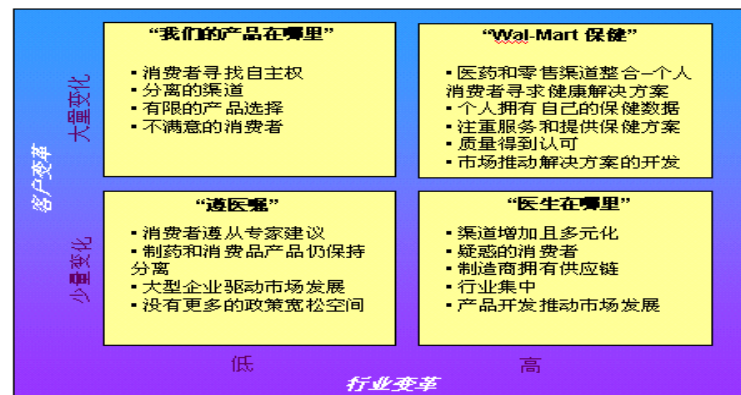 “我们的产品在哪里”
▪ 消费者寻找自主权
▪ 分离的渠道
▪ 有限的产品选择
▪ 不满意的消费者
“Wal-Mart 保健”
▪ 医药和零售渠道整合–个人
消费者寻求健康解决方案
▪ 个人拥有自己的保健数据
▪ 注重服务和提供保健方案
▪ 质量得到认可
▪ 市场推动解决方案的开发
大量变化
客户变革
少量变化
“遵医嘱”
▪ 消费者遵从专家建议
▪ 制药和消费品产品仍保持
分离
▪ 大型企业驱动市场发展
▪ 没有更多的政策宽松空间
“医生在哪里”
▪ 渠道增加且多元化
▪ 疑惑的消费者
▪ 制造商拥有供应链
▪ 行业集中
▪ 产品开发推动市场发展
低
高
行业变革